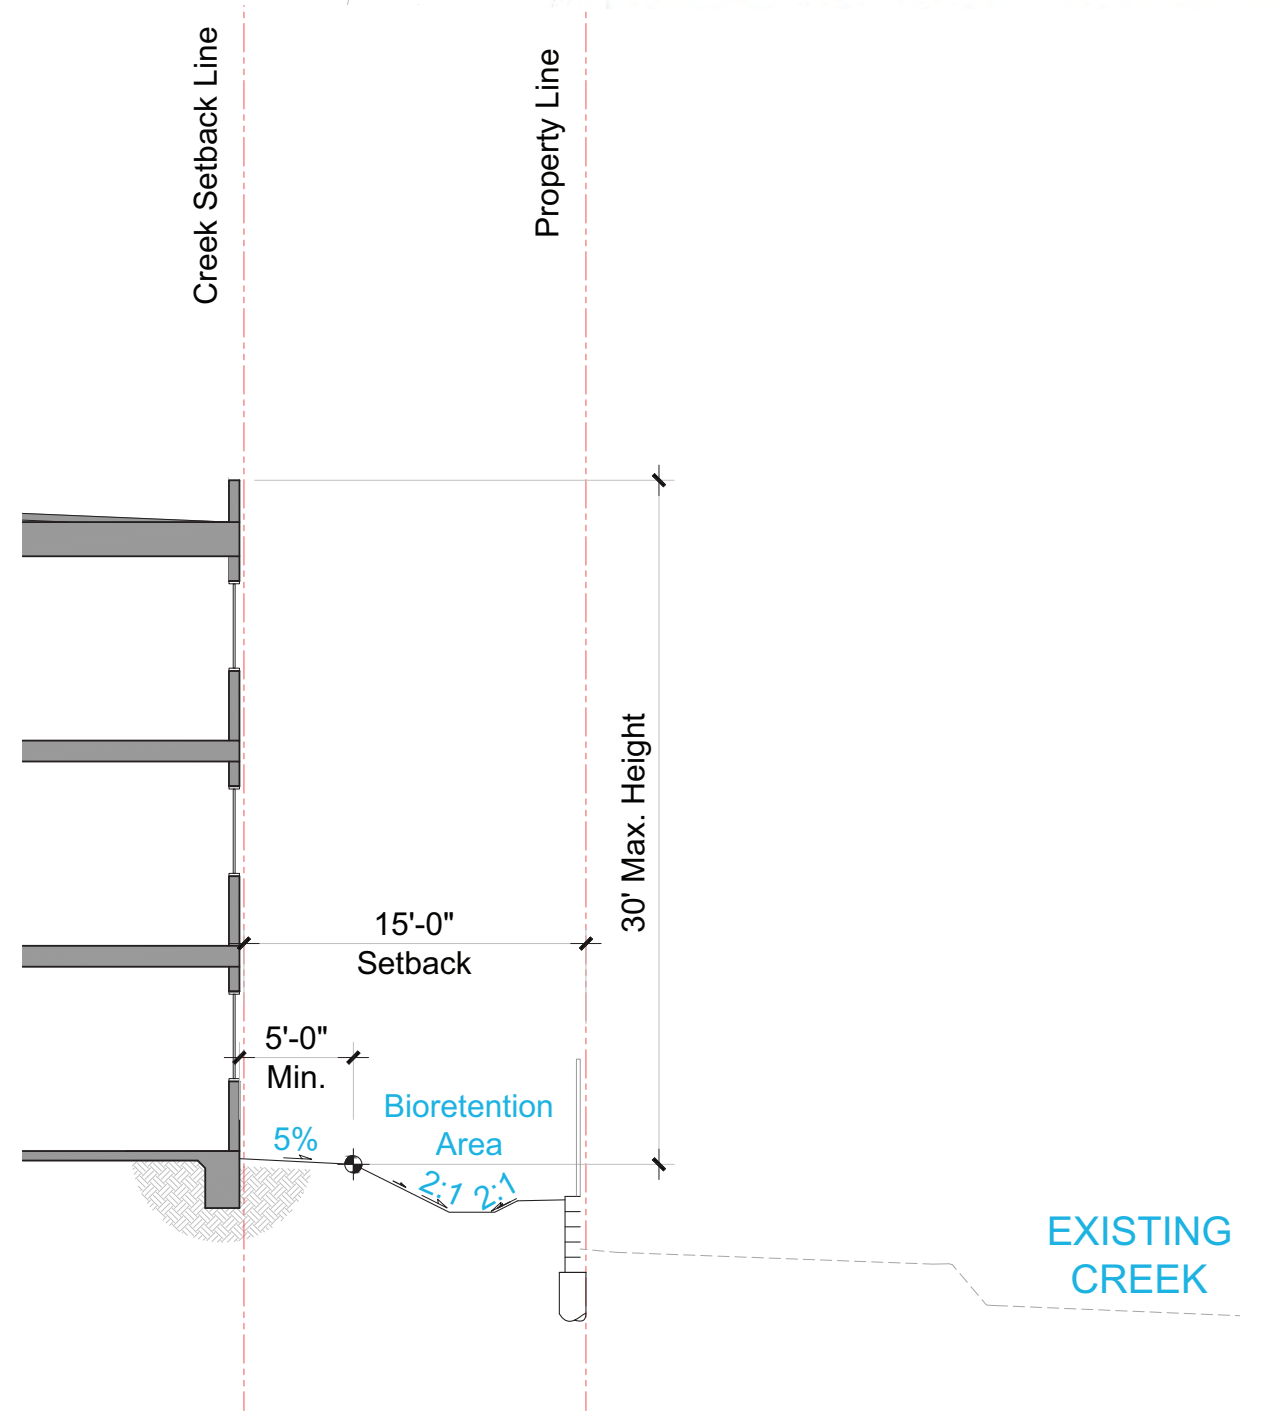 Creek Setback Line
Property Line
30' Max. Height
15'-0"
Setback
5'-0"
Min.
Bioretention
Area
5%
2:1
2:1
EXISTING
CREEK